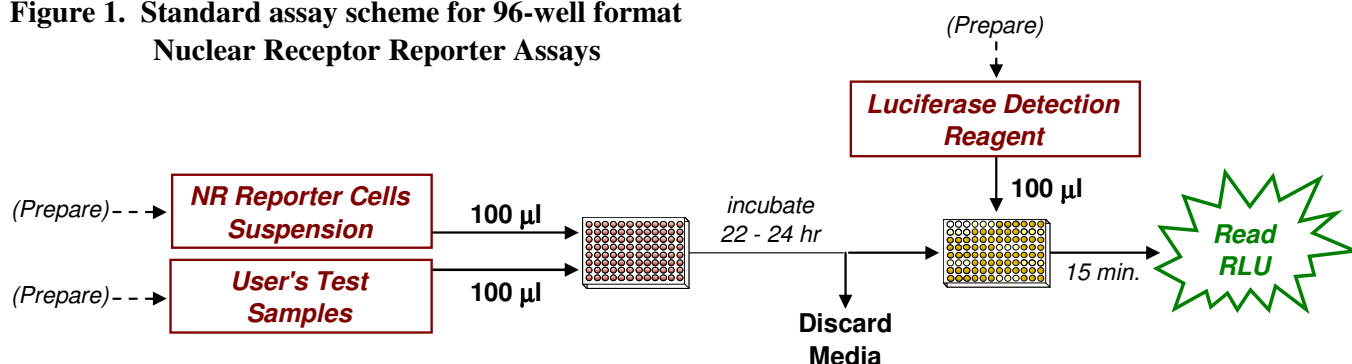 Figure 1. Standard assay scheme for 96-well format
Nuclear Receptor Reporter Assays
(Prepare)
Luciferase Detection
Reagent
100 µl
(Prepare)
NR Reporter Cells
Suspension
100 µl
(Prepare)
User's Test
Samples
100 µl
incubate
22 - 24 hr
Discard
Media
15 min.
Read
RLU